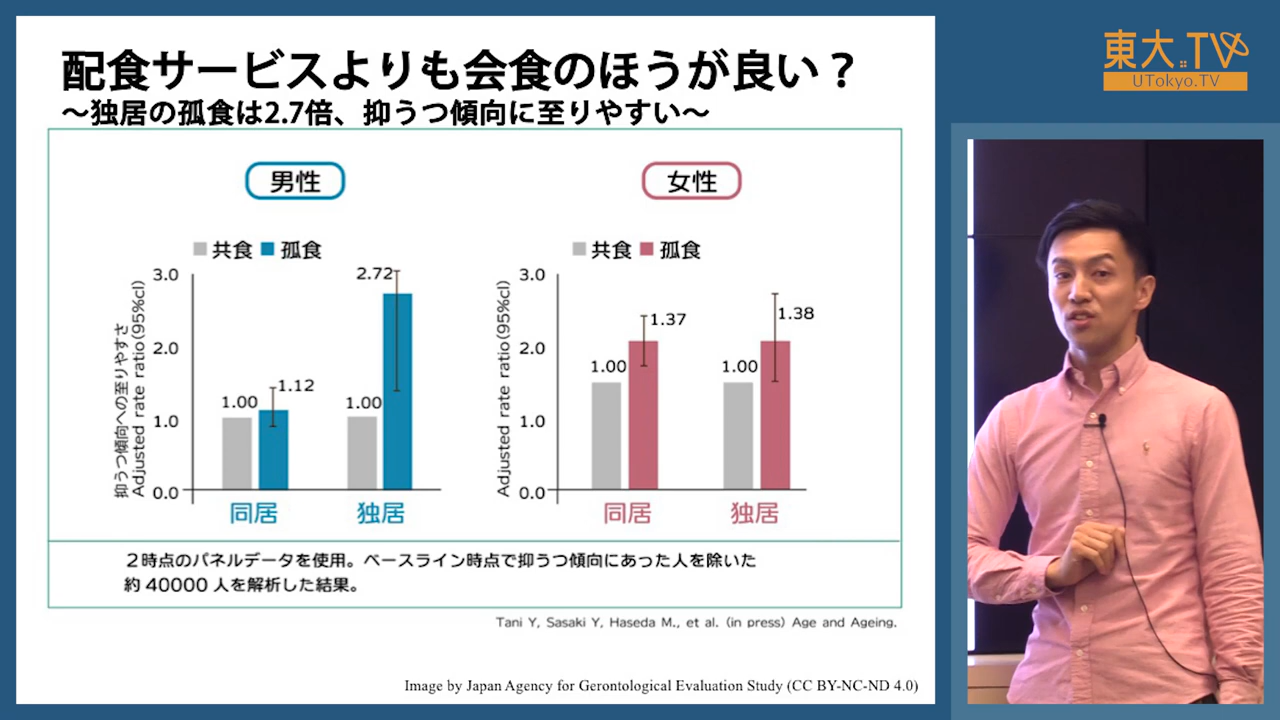 配食サービスよりも会食のほうが良い？
～独居の孤食は2.7倍、抑うつ傾向に至りやすい～
東大.TV
UTokyo.TV
男性
共食 孤食
抑うつ傾向への至りやすさ
Adjusted rate ratio(95%cl)
3.0
2.0
1.0
0.0
1.00
1.12
1.00
2.72
同居
独居
女性
共食 孤食
Adjusted rate ratio(95%cl)
3.0
2.0
1.0
0.0
1.00
1.37
1.00
1.38
同居
独居
２時点のパネルデータを使用。ベースライン時点で抑うつ傾向にあった人を除いた
約 40000 人を解析した結果。
Tani Y, Sasaki Y, Haseda M., et al. (in press) Age and Ageing.
Image by Japan Agency for Gerontological Evaluation Study (CC BY-NC-ND 4.0)